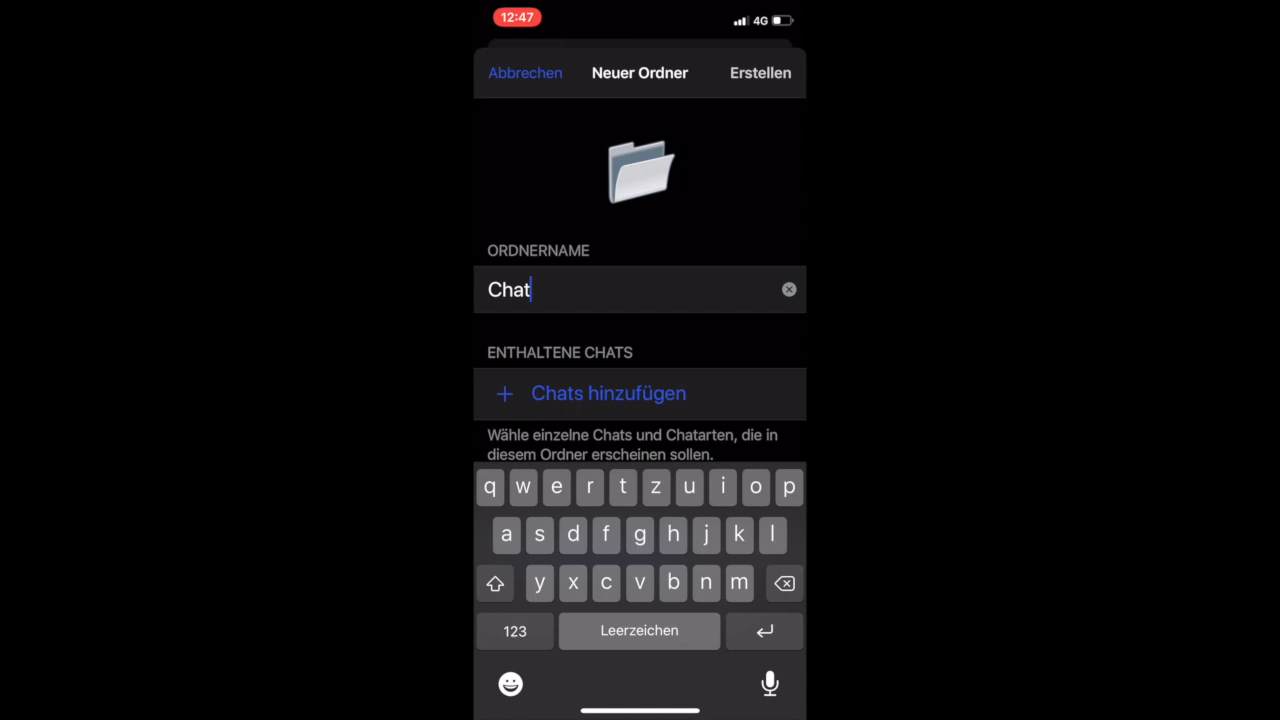 12:47 4G
Abbrechen Neuer Ordner Erstellen
ORDNERNAME
Chat
ENTHALTENE CHATS
+ Chats hinzufügen
Wähle einzelne Chats und Chatarten, die in
diesem Ordner erscheinen sollen.
q w e r t z u i o p
a s d f g h j k l
y x c v b n m
123 Leerzeichen